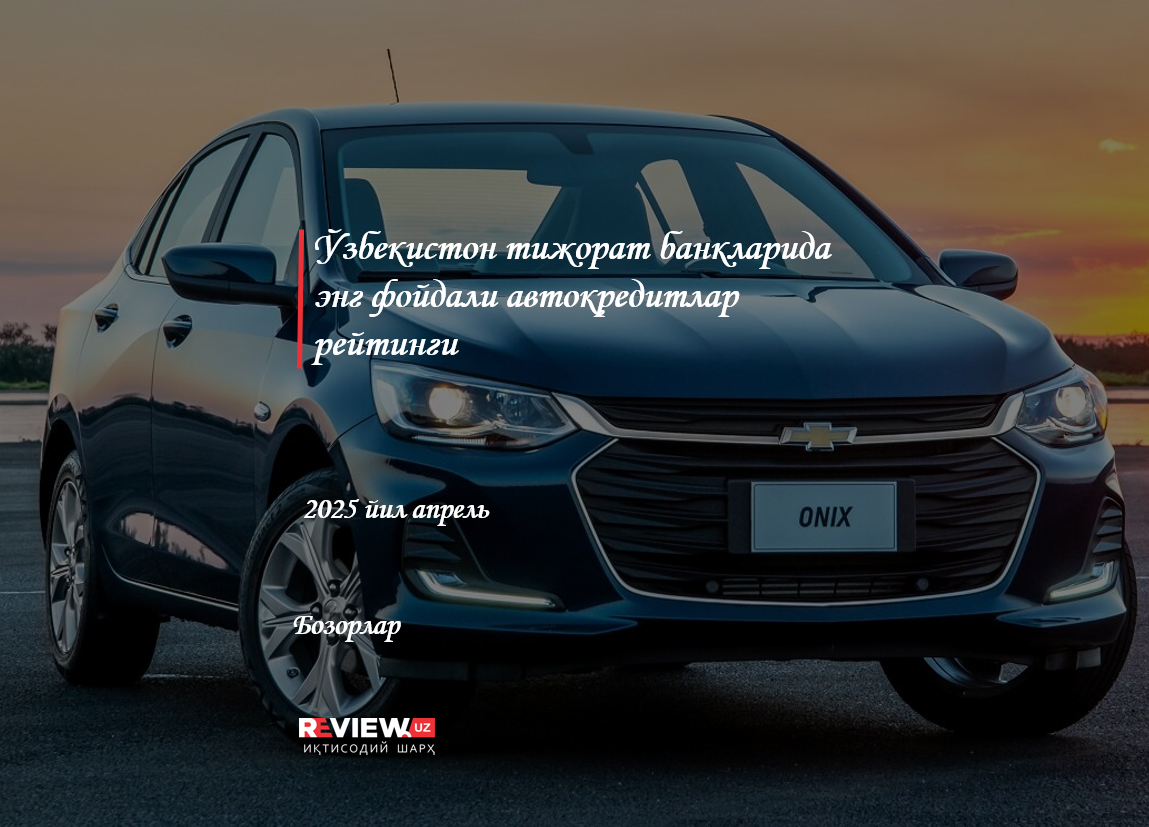 Ўзбекистон тижорат банкларида
энг фойдали автокредитлар
рейтинги
2025 йил апрель
ONIX
Бозорлар
REVIEW.UZ
ИҚТИСОДИЙ ШАРҲ